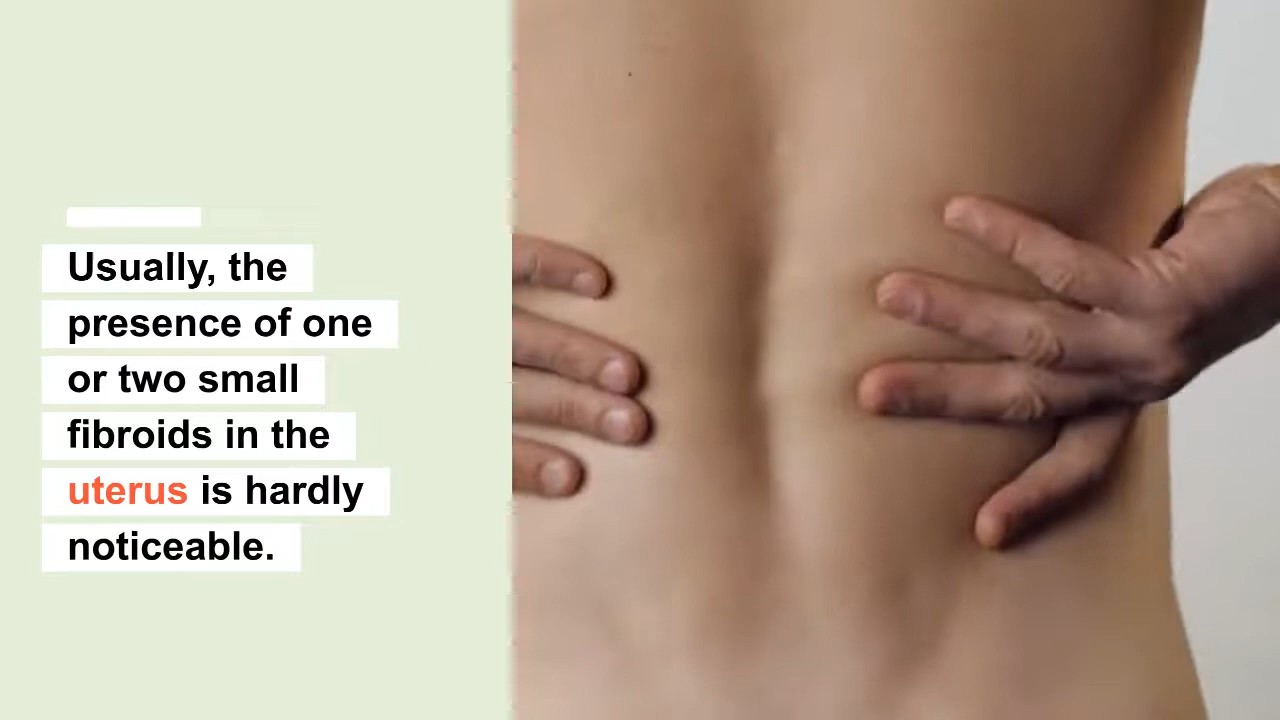 Usually, the
presence of one
or two small
fibroids in the
uterus is hardly
noticeable.